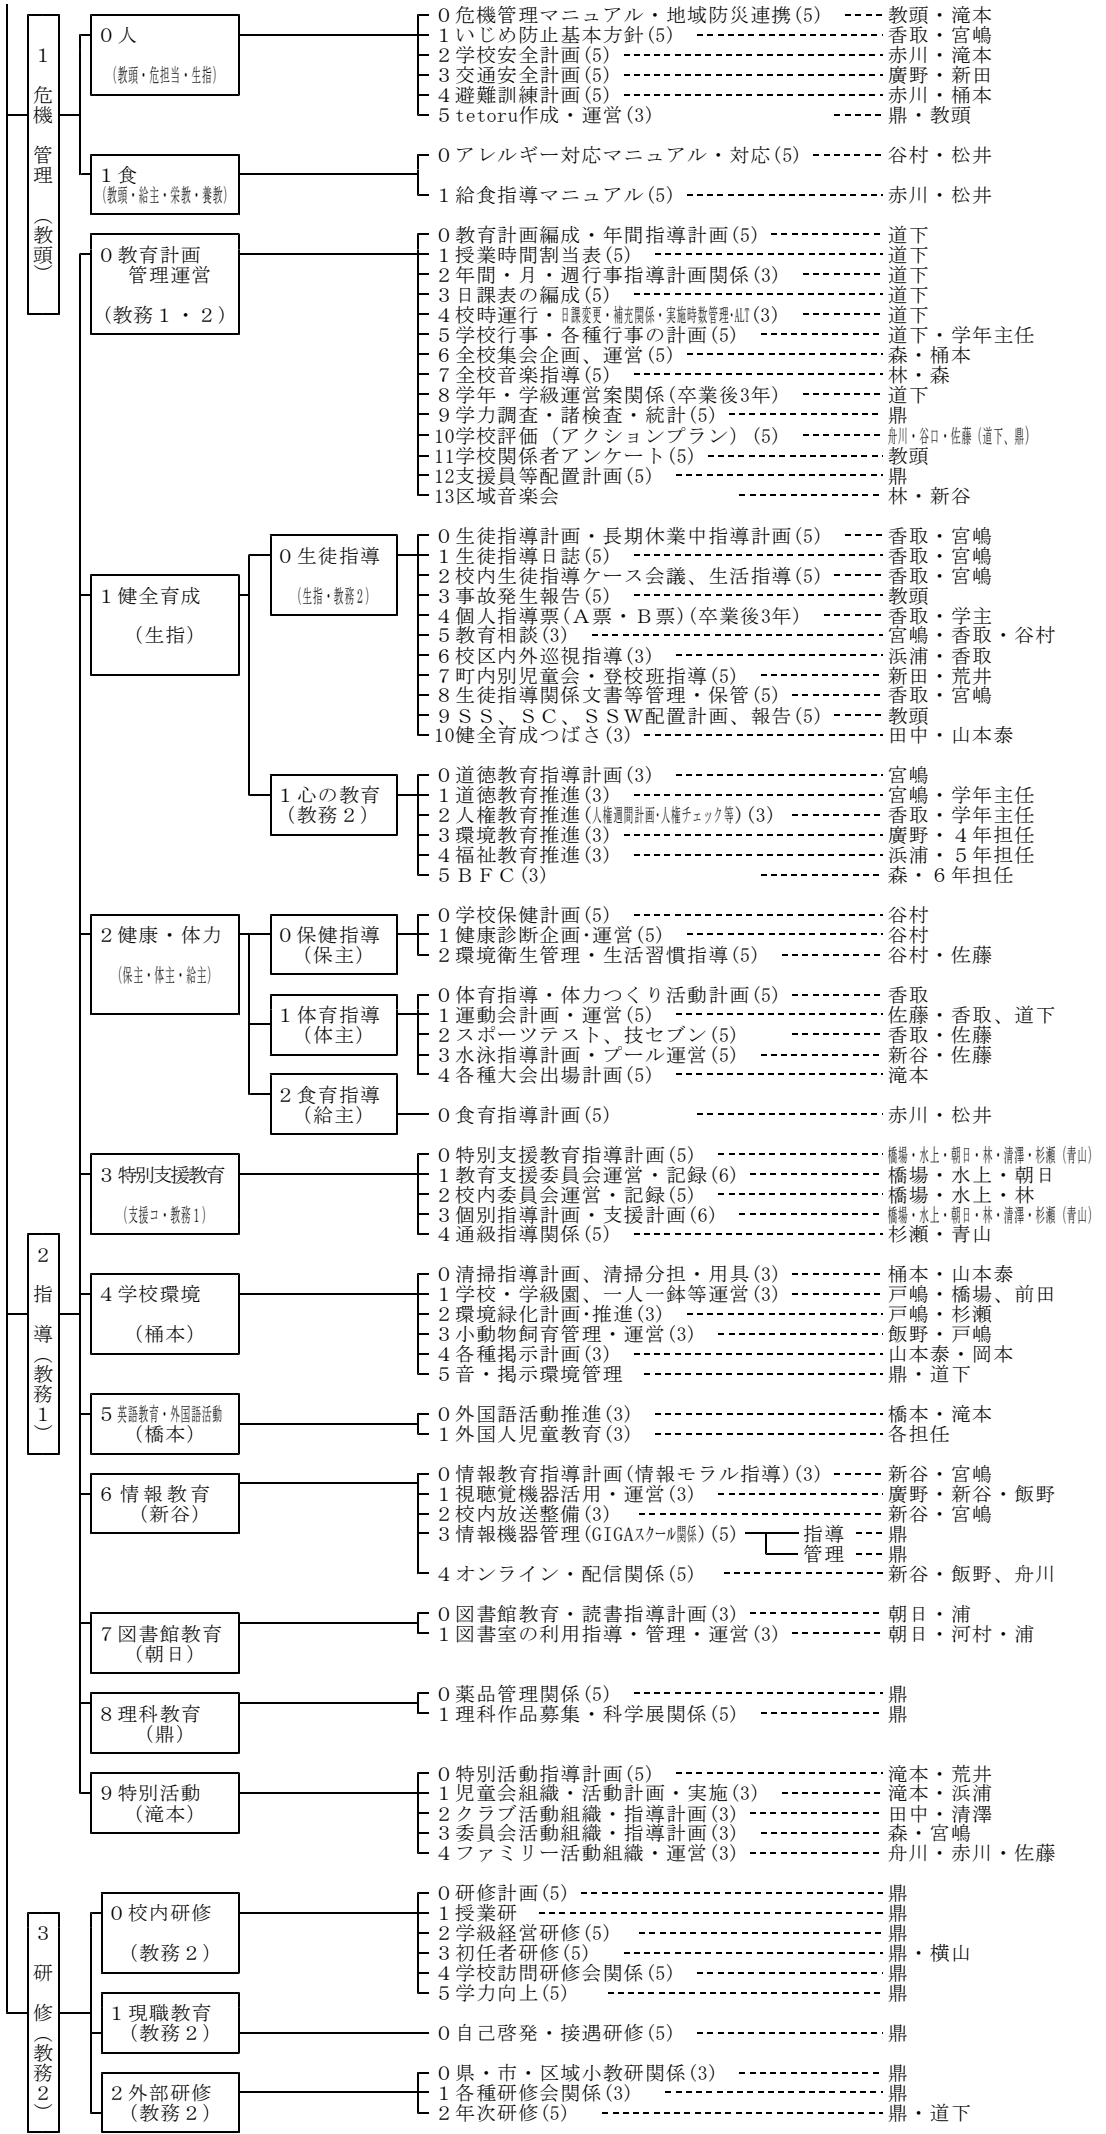 1 危機管理（教頭）
0人
(教頭・危担当・生指)
0危機管理マニュアル・地域防災連携(5) 教頭・滝本
1いじめ防止基本方針(5) 香取・宮嶋
2学校安全計画(5) 赤川・滝本
3交通安全計画(5) 廣野・新田
4避難訓練計画(5) 赤川・桶本
5tetoru作成・運営(3) 鼎・教頭
1食
(教頭・給主・栄教・養教)
0アレルギー対応マニュアル・対応(5) 谷村・松井
1給食指導マニュアル(5) 赤川・松井
2 指導（教務1）
0教育計画
管理運営
(教務1・2)
0教育計画編成・年間指導計画(5) 道下
1授業時間割当表(5) 道下
2年間・月・週行事指導計画関係(3) 道下
3日課表の編成(5) 道下
4校時運行・日課変更・補充関係・実施時数管理・ALT(3) 道下
5学校行事・各種行事の計画(5) 道下・学年主任
6全校集会企画、運営(5) 森・桶本
7全校音楽指導(5) 林・森
8学年・学級運営案関係(卒業後3年) 道下
9学力調査・諸検査・統計(5) 鼎
10学校評価（アクションプラン）(5) 舟川・谷口・佐藤（道下、鼎）
11学校関係者アンケート(5) 教頭
12支援員等配置計画(5) 鼎
13区域音楽会 林・新谷
1健全育成
(生指)
0生徒指導
(生指・教務2)
0生徒指導計画・長期休業中指導計画(5) 香取・宮嶋
1生徒指導日誌(5) 香取・宮嶋
2校内生徒指導ケース会議、生活指導(5) 香取・宮嶋
3事故発生報告(5) 教頭
4個人指導票(A票・B票)(卒業後3年) 香取・学主
5教育相談(3) 宮嶋・香取・谷村
6校区内外巡視指導(3) 浜浦・香取
7町内別児童会・登校班指導(5) 新田・荒井
8生徒指導関係文書等管理・保管(5) 香取・宮嶋
9SS、SC、SSW配置計画、報告(5) 教頭
10健全育成つばさ(3) 田中・山本泰
1心の教育
(教務2)
0道徳教育指導計画(3) 宮嶋
1道徳教育推進(3) 宮嶋・学年主任
2人権教育推進(人権週間計画・人権チェック等)(3) 香取・学年主任
3環境教育推進(3) 廣野・4年担任
4福祉教育推進(3) 浜浦・5年担任
5BFC(3) 森・6年担任
2健康・体力
(保主・体主・給主)
0保健指導
(保主)
0学校保健計画(5) 谷村
1健康診断企画・運営(5) 谷村
2環境衛生管理・生活習慣指導(5) 谷村・佐藤
1体育指導
(体主)
0体育指導・体力つくり活動計画(5) 香取
1運動会計画・運営(5) 佐藤・香取、道下
2スポーツテスト、技セブン(5) 香取・佐藤
3水泳指導計画・プール運営(5) 新谷・佐藤
4各種大会出場計画(5) 滝本
2食育指導
(給主)
0食育指導計画(5) 赤川・松井
3特別支援教育
(支援コ・教務1)
0特別支援教育指導計画(5) 橋場・水上・朝日・林・清澤・杉瀬（青山）
1教育支援委員会運営・記録(6) 橋場・水上・朝日
2校内委員会運営・記録(5) 橋場・水上・林
3個別指導計画・支援計画(6) 橋場・水上・朝日・林・清澤・杉瀬（青山）
4通級指導関係(5) 杉瀬・青山
4学校環境
(桶本)
0清掃指導計画、清掃分担・用具(3) 桶本・山本泰
1学校・学級園、一人一鉢等運営(3) 戸嶋・橋場、前田
2環境緑化計画・推進(3) 戸嶋・杉瀬
3小動物飼育管理・運営(3) 飯野・戸嶋
4各種掲示計画(3) 山本泰・岡本
5音・掲示環境管理 鼎・道下
5英語教育・外国語活動
(橋本)
0外国語活動推進(3) 橋本・滝本
1外国人児童教育(3) 各担任
6情報教育
(新谷)
0情報教育指導計画(情報モラル指導)(3) 新谷・宮嶋
1視聴覚機器活用・運営(3) 廣野・新谷・飯野
2校内放送整備(3) 新谷・宮嶋
3情報機器管理(GIGAスクール関係)(5) 指導 鼎
管理 鼎
4オンライン・配信関係(5) 新谷・飯野、舟川
7図書館教育
(朝日)
0図書館教育・読書指導計画(3) 朝日・浦
1図書室の利用指導・管理・運営(3) 朝日・河村・浦
8理科教育
(鼎)
0薬品管理関係(5) 鼎
1理科作品募集・科学展関係(5) 鼎
9特別活動
(滝本)
0特別活動指導計画(5) 滝本・荒井
1児童会組織・活動計画・実施(3) 滝本・浜浦
2クラブ活動組織・指導計画(3) 田中・清澤
3委員会活動組織・指導計画(3) 森・宮嶋
4ファミリー活動組織・運営(3) 舟川・赤川・佐藤
3 研修（教務2）
0校内研修
(教務2)
0研修計画(5) 鼎
1授業研 鼎
2学級経営研修(5) 鼎
3初任者研修(5) 鼎・横山
4学校訪問研修会関係(5) 鼎
5学力向上(5) 鼎
1現職教育
(教務2)
0自己啓発・接遇研修(5) 鼎
2外部研修
(教務2)
0県・市・区域小教研関係(3) 鼎
1各種研修会関係(3) 鼎
2年次研修(5) 鼎・道下